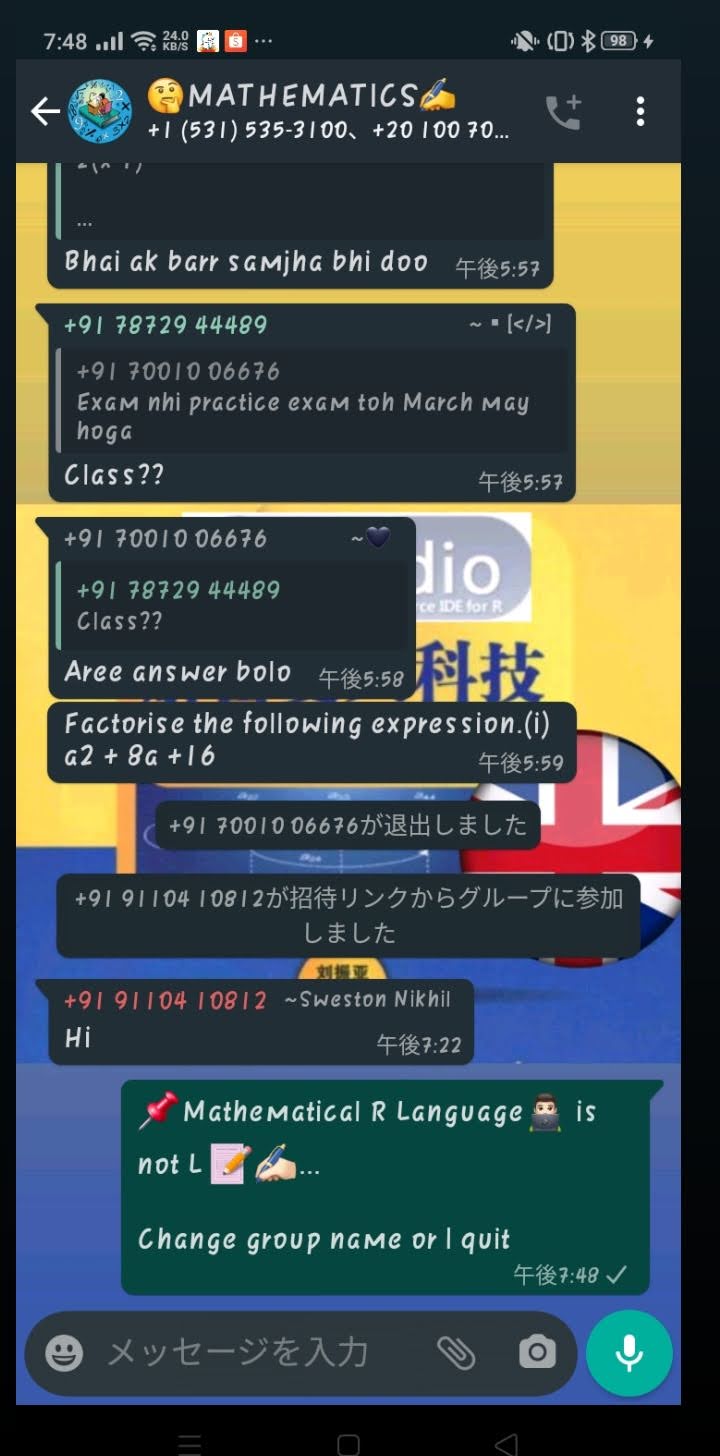 7:48 24.0 KB/S ... 98
🤔MATHEMATICS✍️
+1 (531) 535-3100、+20 100 70...
...
Bhai ak barr samjha bhi doo 午後5:57
+91 78729 44489 ~ ▪ [</>]
+91 70010 06676
Exam nhi practice exam toh March may
hoga
Class?? 午後5:57
+91 70010 06676 ~🖤
+91 78729 44489
Class??
Aree answer bolo 午後5:58
dio
rce IDE for R
科技
Factorise the following expression.(i)
a2 + 8a +16 午後5:59
+91 70010 06676が退出しました
+91 91104 10812が招待リンクからグループに参加
しました
刘振亚
+91 91104 10812 ~Sweston Nikhil
Hi 午後7:22
📌Mathematical R Language👨🏻‍💻 is
not L 📝✍🏻...
Change group name or I quit
午後7:48
メッセージを入力